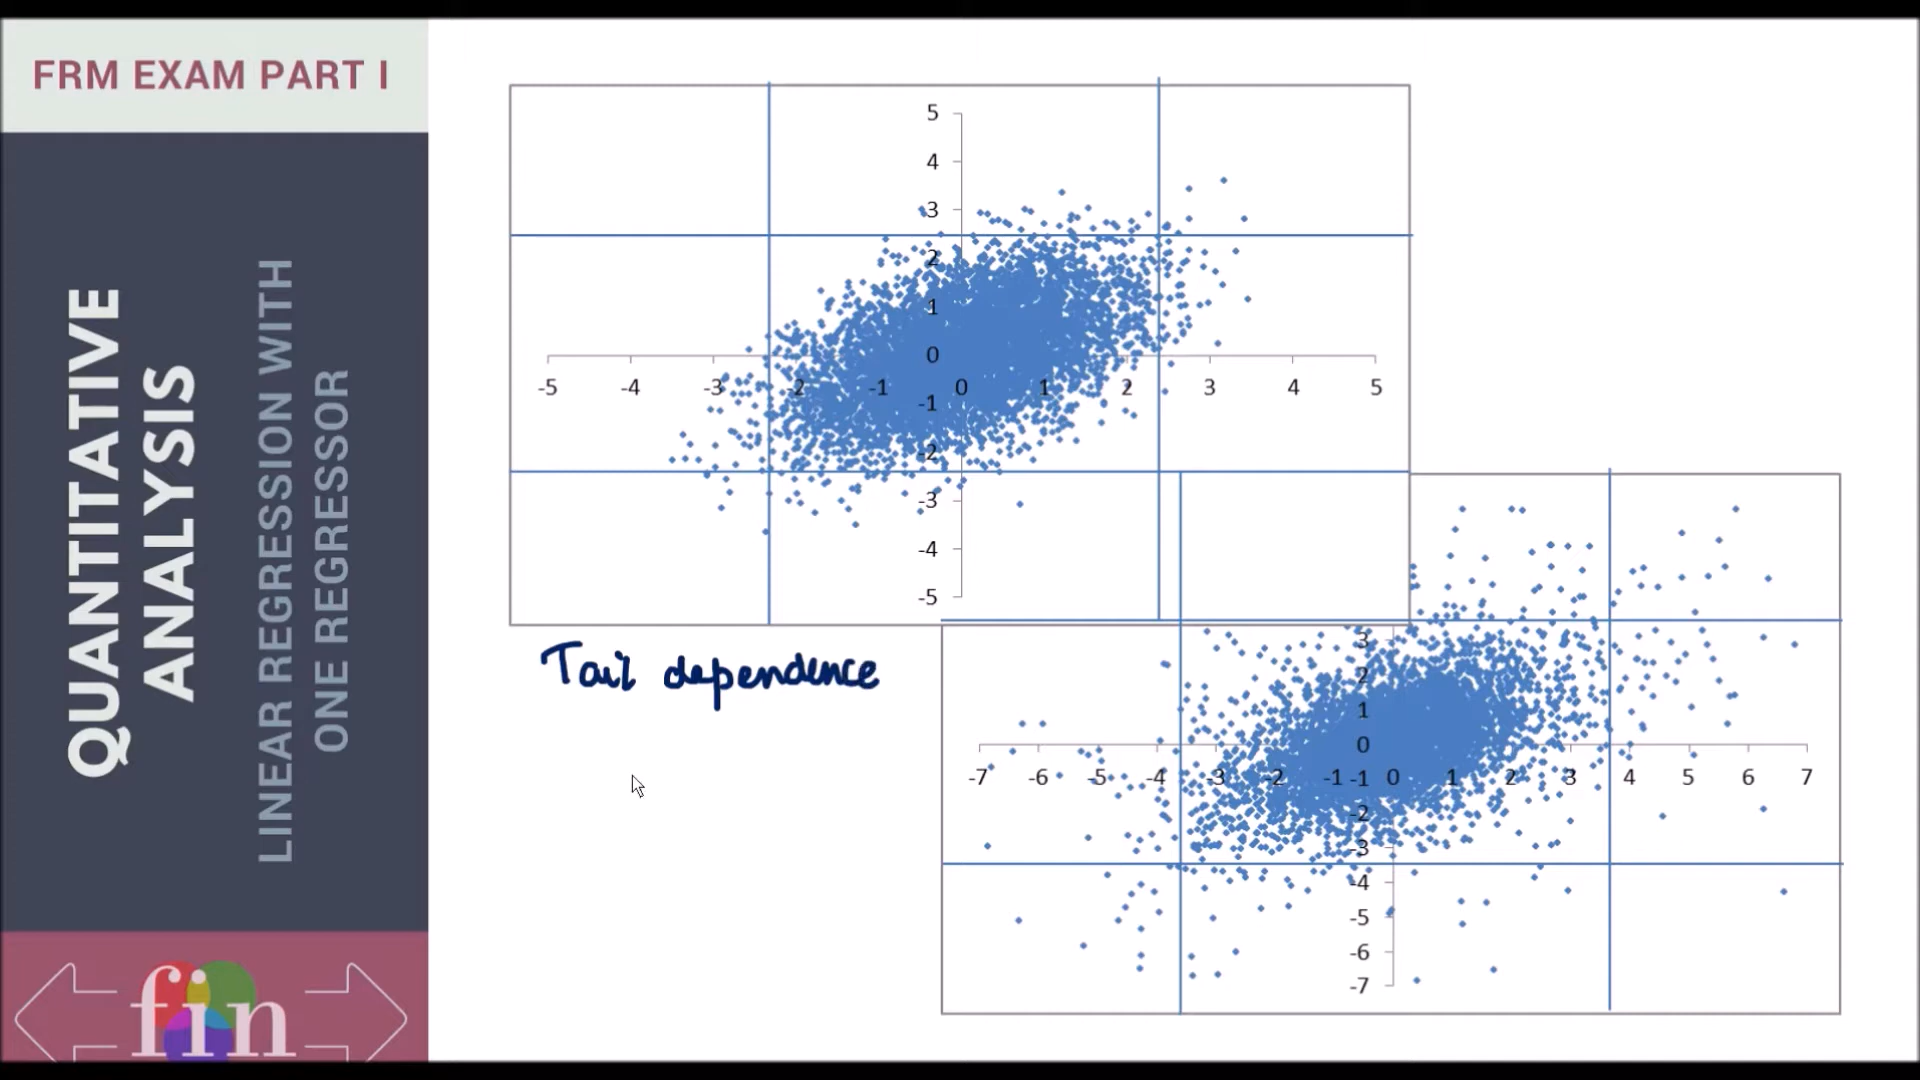 FRM EXAM PART I
QUANTITATIVE
ANALYSIS
LINEAR REGRESSION WITH
ONE REGRESSOR
fin
5
4
3
2
1
0
-5 -4 -3 -2 -1 0 1 2 3 4 5
-1
-2
-3
-4
-5
Tail dependence
3
2
1
0
-7 -6 -5 -4 -3 -2 -1 0 1 2 3 4 5 6 7
-1
-2
-3
-4
-5
-6
-7